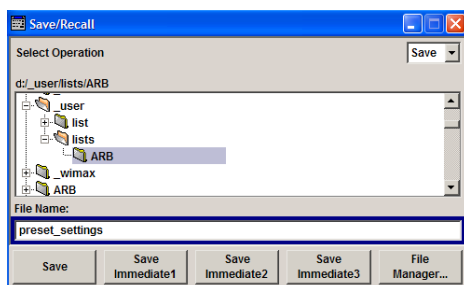 Save/Recall
Select Operation
Save
d:/_user/lists/ARB
_user
list
lists
ARB
_wimax
ARB
File Name:
preset_settings
Save
Save Immediate1
Save Immediate2
Save Immediate3
File Manager...